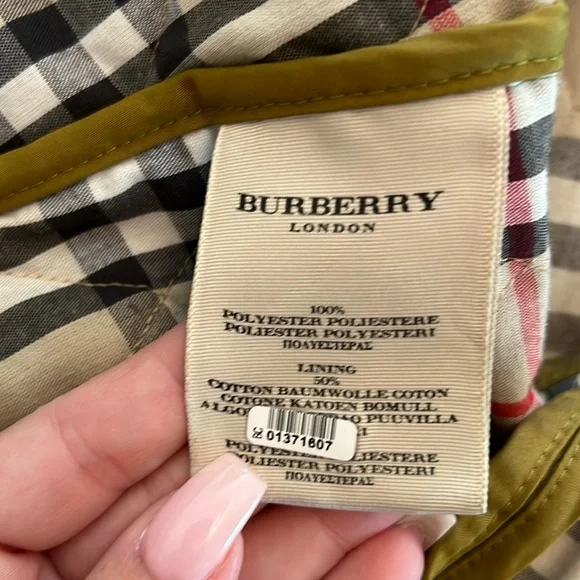 BURBERRY
LONDON
100%
POLYESTER POLIESTERE
POLIESTER POLYESTERI
ΠΟΛΥΕΣΤΕΡΑΣ
LINING
50%
COTTON BAUMWOLLE COTON
COTONE KATOEN BOMULL
PUUVILLA
01371607
POLYESTER POLIESTERE
POLIESTER POLYESTERI
ΠΟΛΥΕΣΤΕΡΑΣ